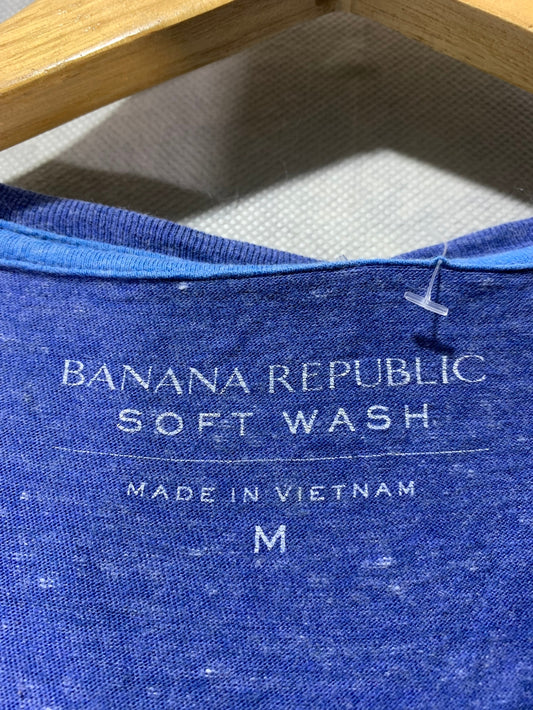 BANANA REPUBLIC
SOFT WASH
MADE IN VIETNAM
M